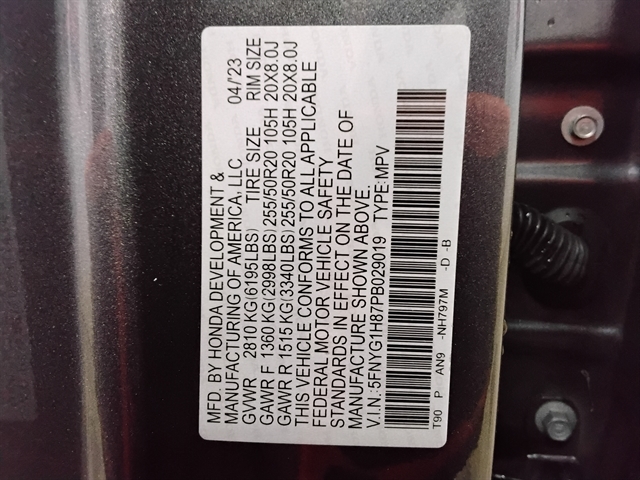 MFD. BY HONDA DEVELOPMENT &
MANUFACTURING OF AMERICA, LLC 04/'23
GVWR 2810 KG(6195LBS) TIRE SIZE RIM SIZE
GAWR F 1360 KG(2998LBS)255/50R20 105H 20X8.0J
GAWR R 1515 KG(3340LBS)255/50R20 105H 20X8.0J
THIS VEHICLE CONFORMS TO ALL APPLICABLE
FEDERAL MOTOR VEHICLE SAFETY
STANDARDS IN EFFECT ON THE DATE OF
MANUFACTURE SHOWN ABOVE.
V.I.N.:5FNYG1H87PB029019 TYPE:MPV
T90 P AN9 -NH797M -D -B